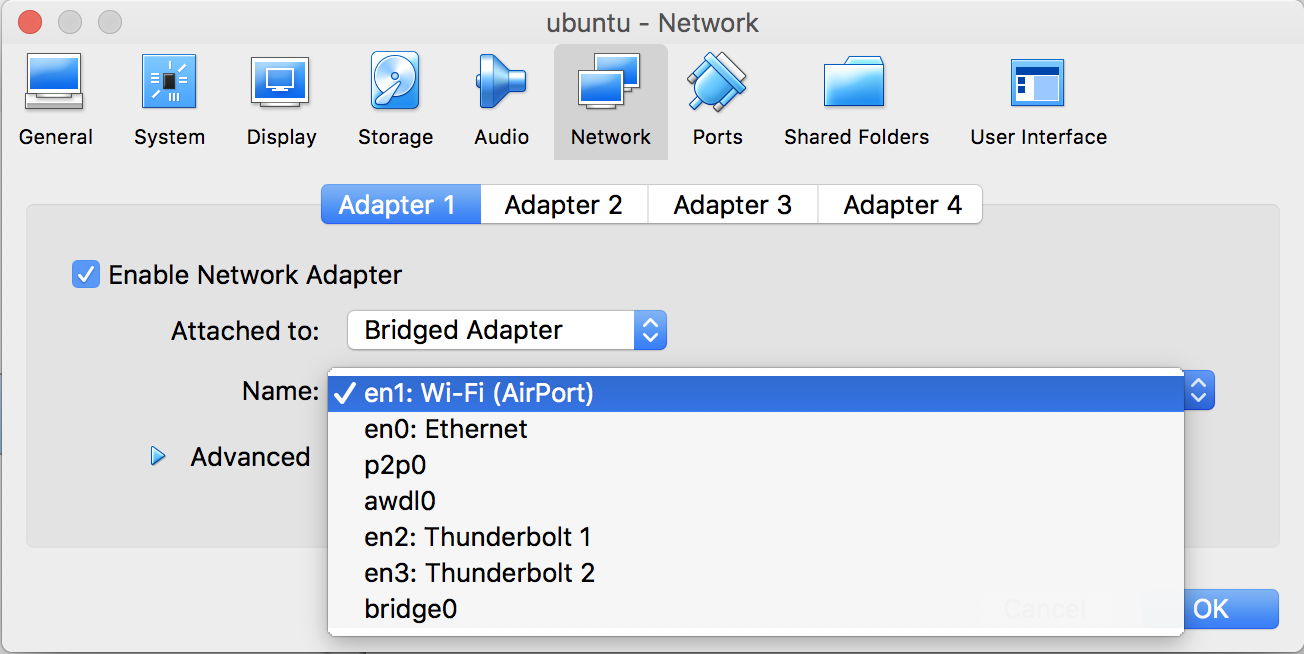 ubuntu - Network
General System Display Storage Audio Network Ports Shared Folders User Interface
Adapter 1 Adapter 2 Adapter 3 Adapter 4
Enable Network Adapter
Attached to: Bridged Adapter
Name: en1: Wi-Fi (AirPort)
en0: Ethernet
Advanced
p2p0
awdl0
en2: Thunderbolt 1
en3: Thunderbolt 2
bridge0
Cancel OK